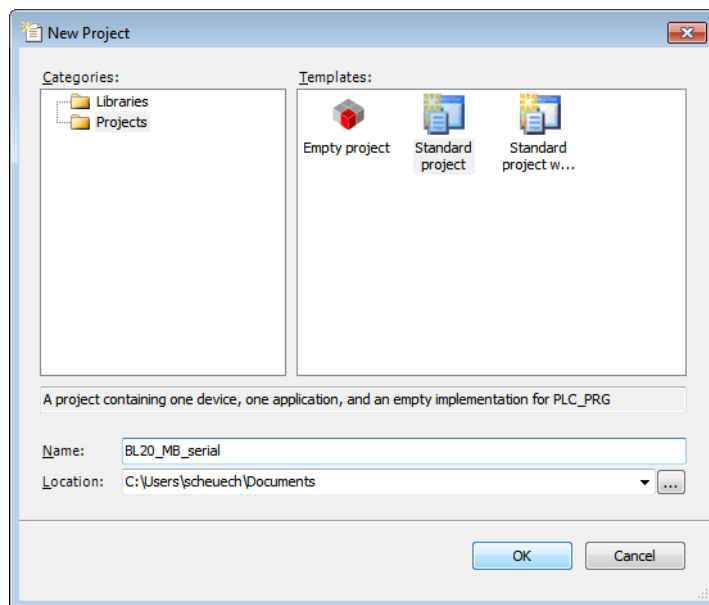 New Project
Categories:
Templates:
Libraries
Projects
Empty project
Standard
project
Standard
project w...
A project containing one device, one application, and an empty implementation for PLC_PRG
Name:
BL20_MB_serial
Location:
C:\Users\scheuech\Documents
...
OK
Cancel